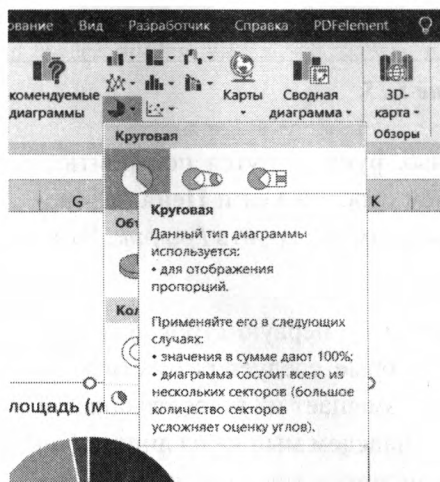 ование Вид Разработчик Справка PDFelement
комендуемые
диаграммы
Карты
Сводная
диаграмма
3D-
карта
Обзоры
Круговая
G
K
Объ
Круговая
Данный тип диаграммы
используется:
• для отображения
пропорций.
Применяйте его в следующих
случаях:
• значения в сумме дают 100%;
• диаграмма состоит всего из
нескольких секторов (большое
количество секторов
усложняет оценку углов).
Кол
лощадь (м